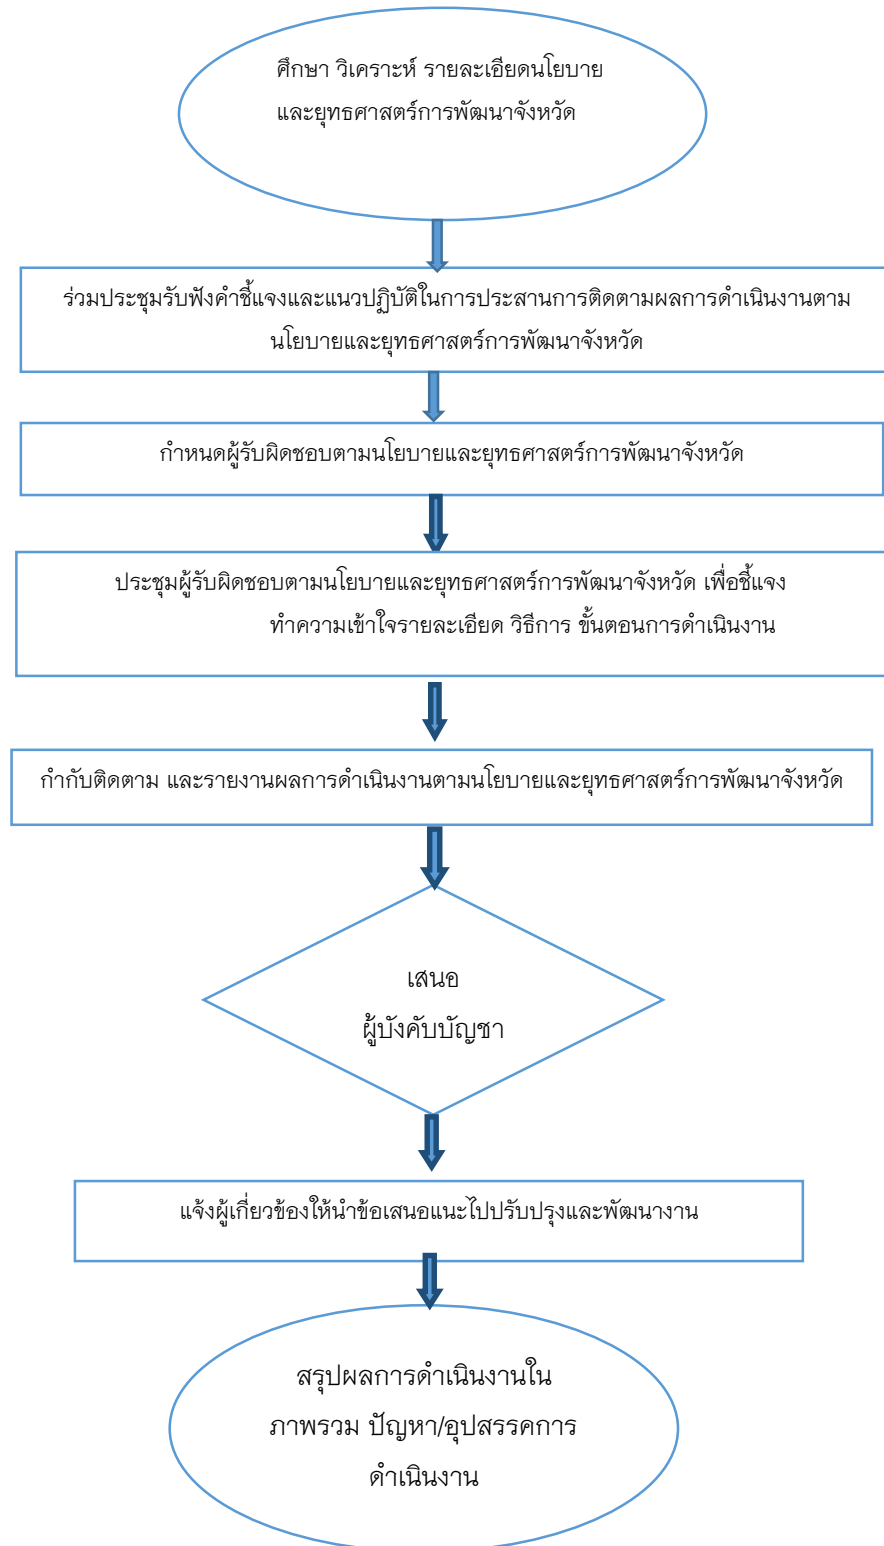 ศึกษา วิเคราะห์ รายละเอียดนโยบาย
และยุทธศาสตร์การพัฒนาจังหวัด
ร่วมประชุมรับฟังคำชี้แจงและแนวปฏิบัติในการประสานการติดตามผลการดำเนินงานตาม
นโยบายและยุทธศาสตร์การพัฒนาจังหวัด
กำหนดผู้รับผิดชอบตามนโยบายและยุทธศาสตร์การพัฒนาจังหวัด
ประชุมผู้รับผิดชอบตามนโยบายและยุทธศาสตร์การพัฒนาจังหวัด เพื่อชี้แจง
ทำความเข้าใจรายละเอียด วิธีการ ขั้นตอนการดำเนินงาน
กำกับติดตาม และรายงานผลการดำเนินงานตามนโยบายและยุทธศาสตร์การพัฒนาจังหวัด
เสนอ
ผู้บังคับบัญชา
แจ้งผู้เกี่ยวข้องให้นำข้อเสนอแนะไปปรับปรุงและพัฒนางาน
สรุปผลการดำเนินงานใน
ภาพรวม ปัญหา/อุปสรรคการ
ดำเนินงาน